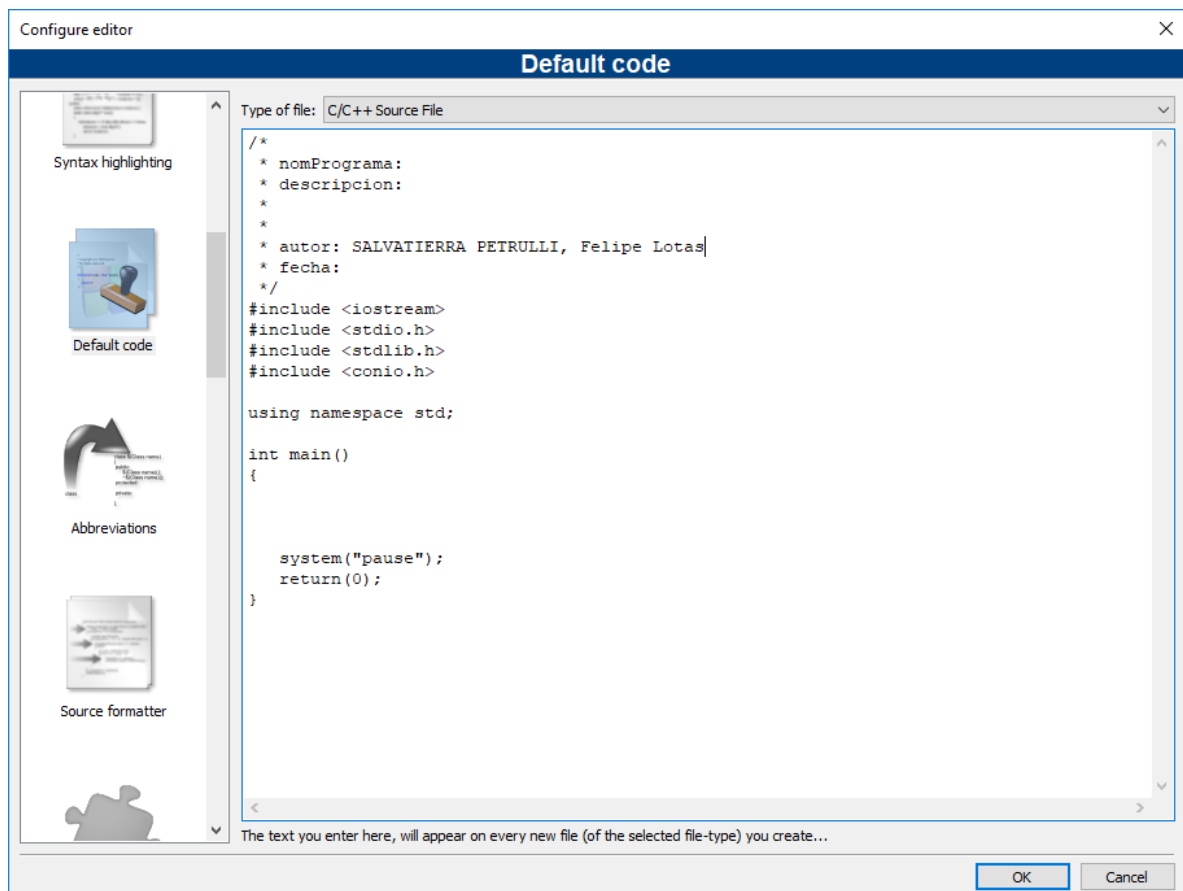 Configure editor
Default code
Syntax highlighting
Default code
Abbreviations
Source formatter
Type of file: C/C++ Source File
/*
 * nomPrograma:
 * descripcion:
 *
 *
 * autor: SALVATIERRA PETRULLI, Felipe Lotas
 * fecha:
 */
#include <iostream>
#include <stdio.h>
#include <stdlib.h>
#include <conio.h>

using namespace std;

int main()
{



   system("pause");
   return(0);
}
The text you enter here, will appear on every new file (of the selected file-type) you create...
OK
Cancel